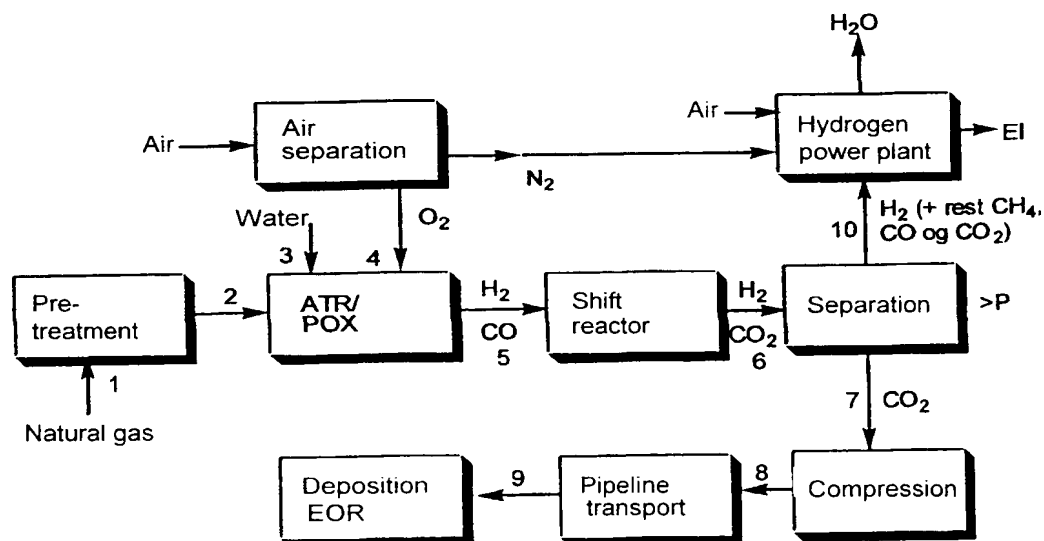 H₂O
Air
Air separation
Air
Hydrogen power plant
El
N₂
Water
O₂
3
4
10
H₂ (+ rest CH₄,
CO og CO₂)
Pre-
treatment
2
ATR/
POX
H₂
CO
5
Shift
reactor
H₂
CO₂
6
Separation
>P
1
Natural gas
7
CO₂
Deposition
EOR
9
Pipeline
transport
8
Compression